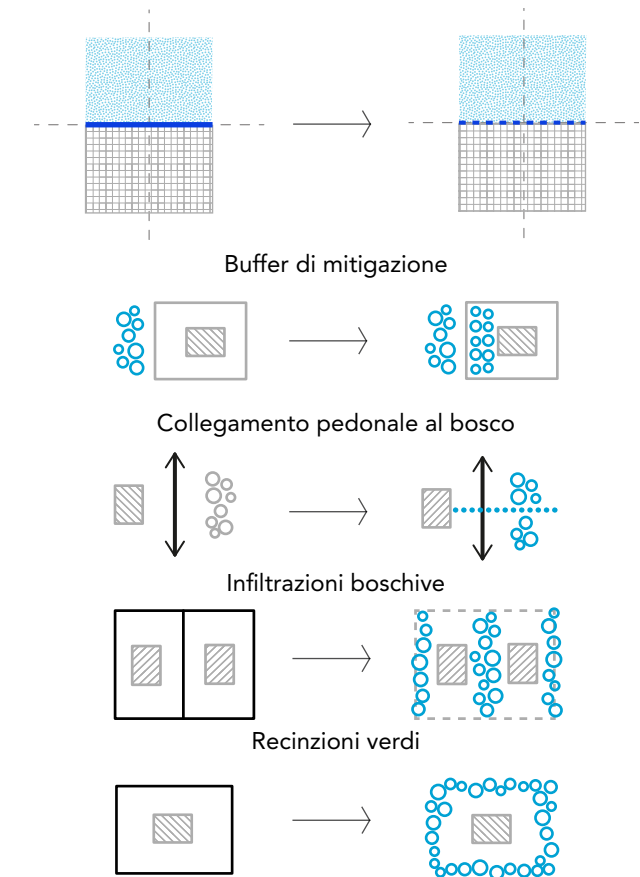 Buffer di mitigazione
Collegamento pedonale al bosco
Infiltrazioni boschive
Recinzioni verdi